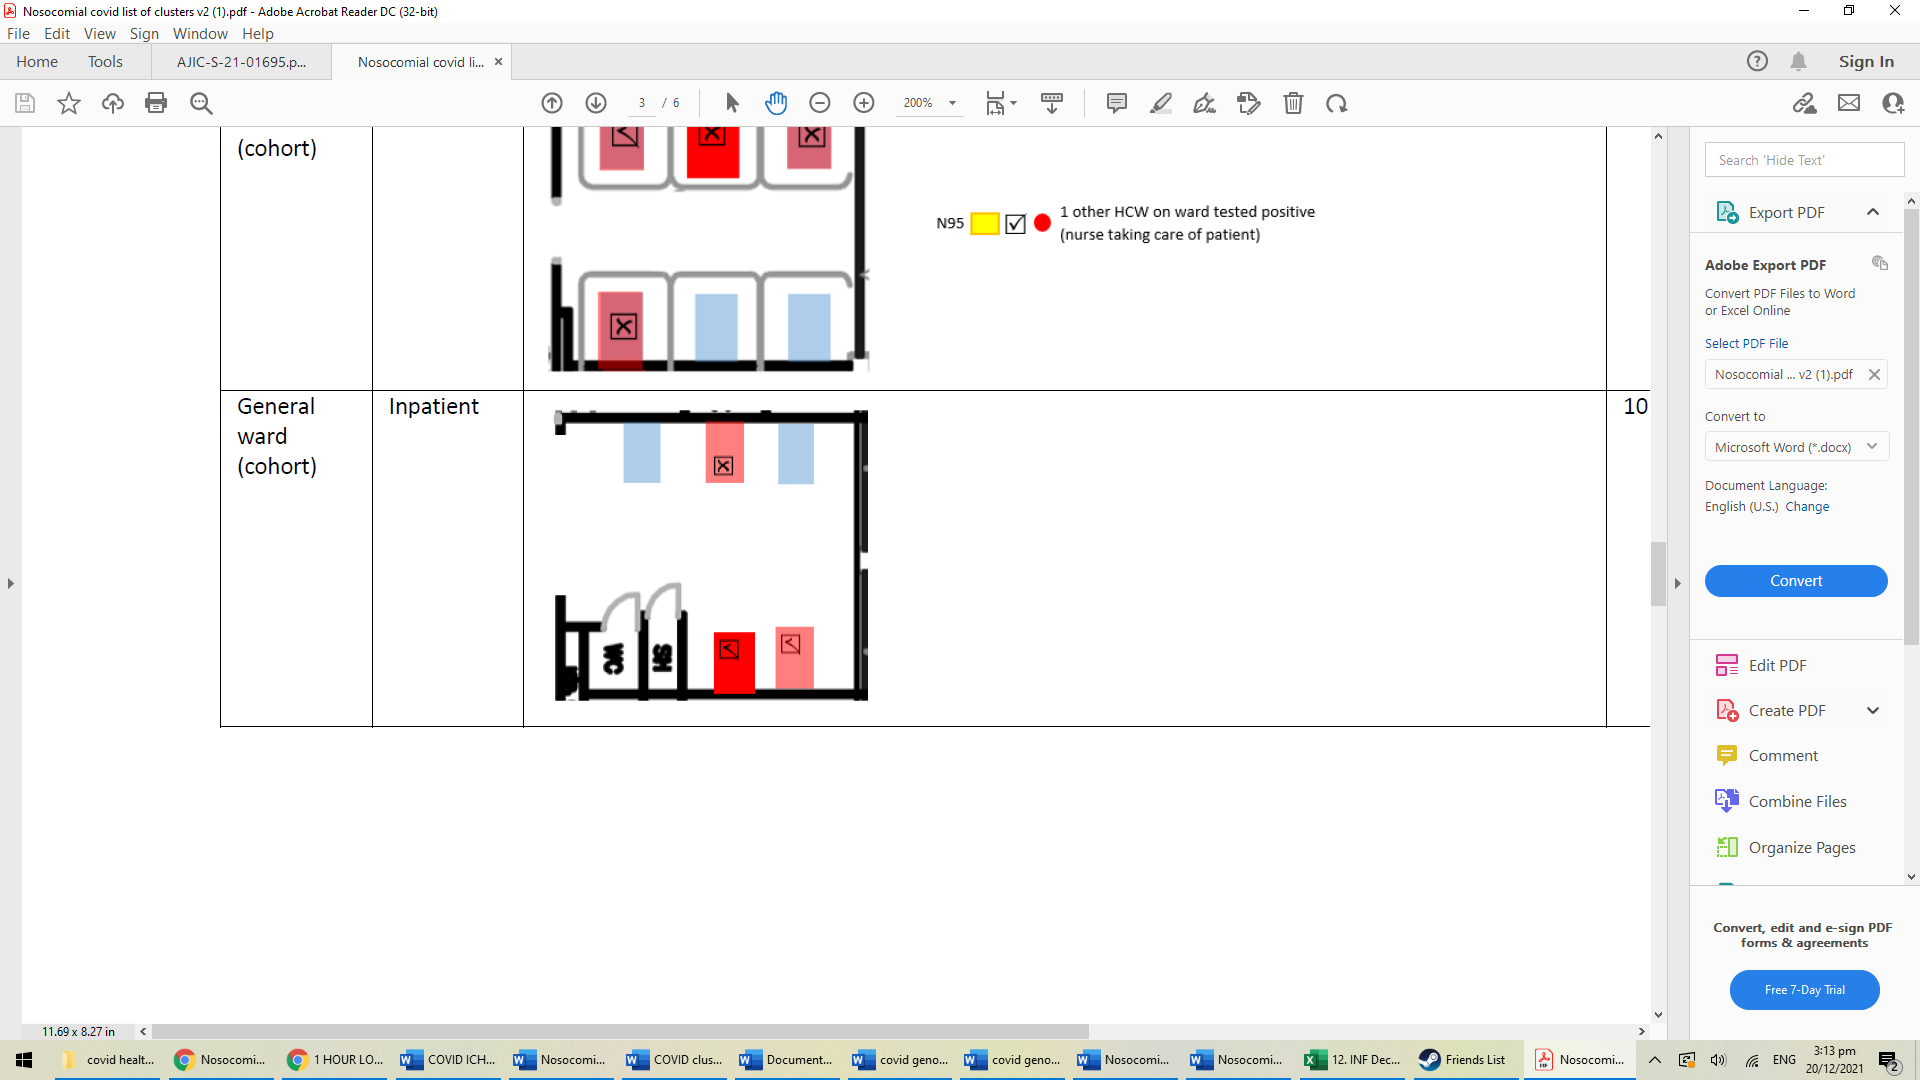 Nosocomial covid list of clusters v2 (1).pdf - Adobe Acrobat Reader DC (32-bit)
File Edit View Sign Window Help
Home Tools AJIC-S-21-01695.p... Nosocomial covid li... × Sign In
3 / 6 200%
Search 'Hide Text'
(cohort)
N95 1 other HCW on ward tested positive
(nurse taking care of patient)
General
ward
(cohort)
Inpatient
10
WC
SH
Export PDF
Adobe Export PDF
Convert PDF Files to Word
or Excel Online
Select PDF File
Nosocomial ... v2 (1).pdf
Convert to
Microsoft Word (*.docx)
Document Language:
English (U.S.) Change
Convert
Edit PDF
Create PDF
Comment
Combine Files
Organize Pages
Convert, edit and e-sign PDF
forms & agreements
Free 7-Day Trial
11.69 x 8.27 in
covid healt... Nosocomi... 1 HOUR LO... COVID ICH... Nosocomi... COVID clus... Document... covid geno... covid geno... Nosocomi... Nosocomi... 12. INF Dec... Friends List Nosocomi... ENG
3:13 pm
20/12/2021
2